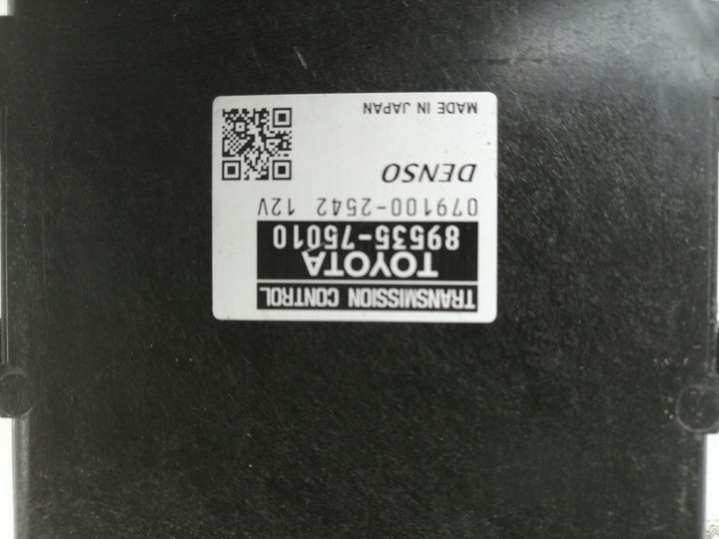 TRANSMISSION CONTROL
TOYOTA
89535-75010
079100-2542 12V
DENSO
MADE IN JAPAN